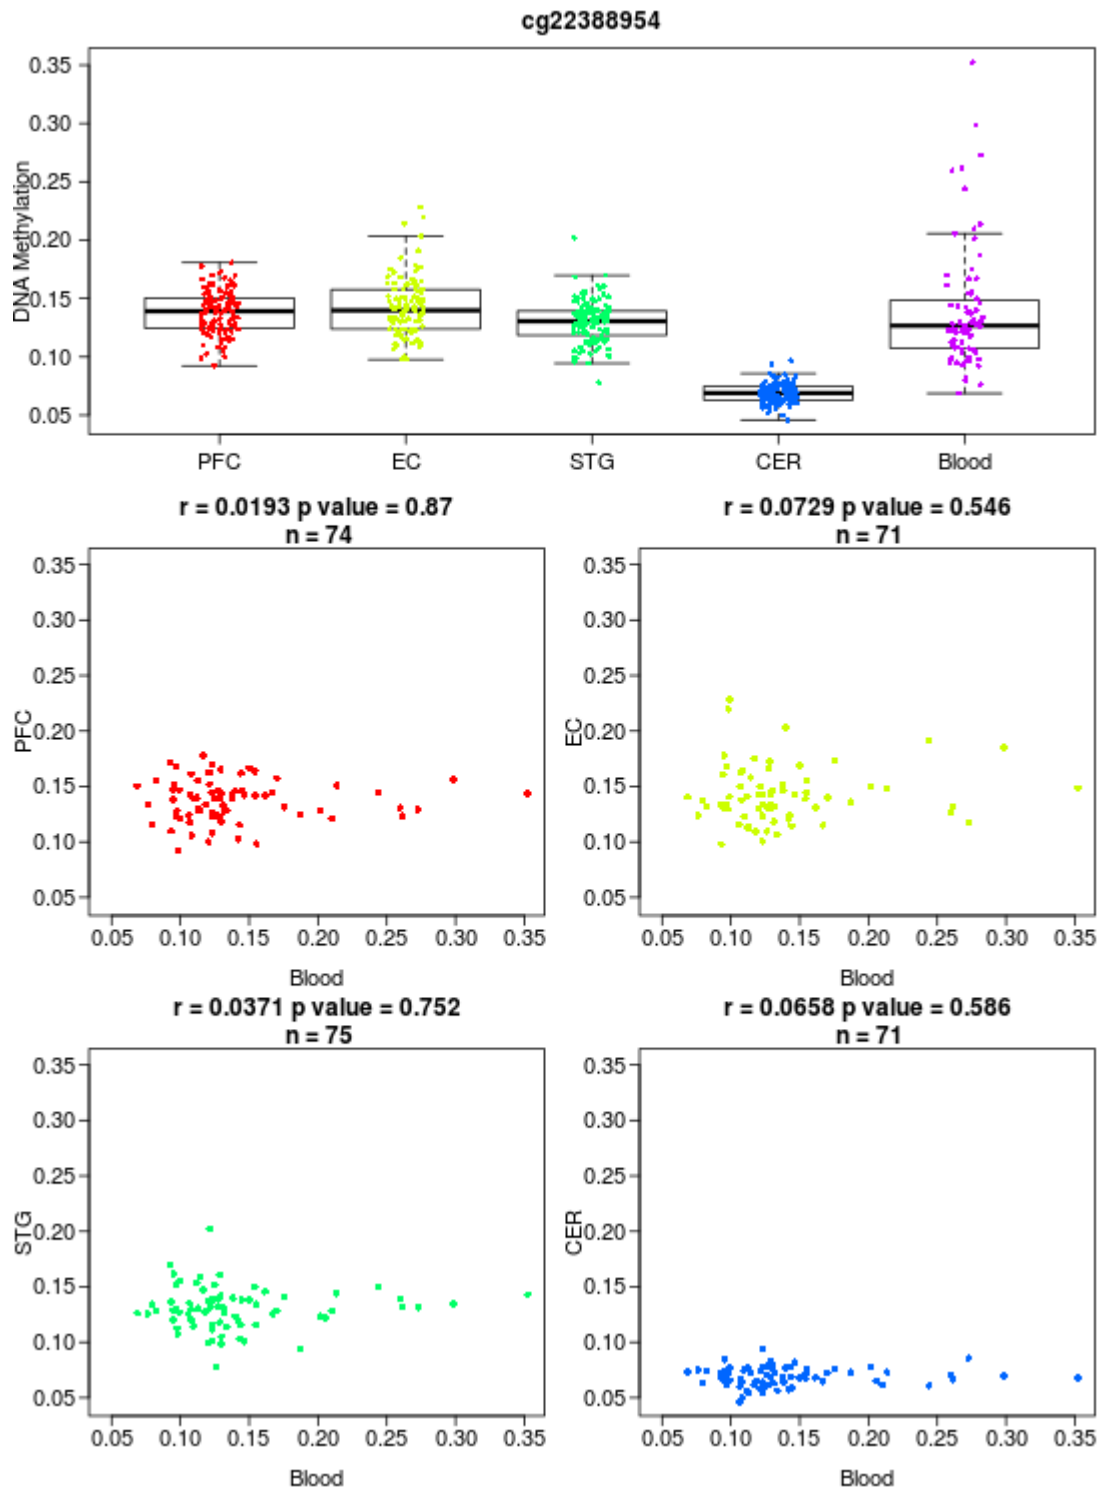 cg22388954
DNA Methylation
0.35
0.30
0.25
0.20
0.15
0.10
0.05
PFC EC STG CER Blood
r = 0.0193 p value = 0.87
n = 74
PFC
0.35
0.30
0.25
0.20
0.15
0.10
0.05
0.05 0.10 0.15 0.20 0.25 0.30 0.35
Blood
r = 0.0729 p value = 0.546
n = 71
EC
0.35
0.30
0.25
0.20
0.15
0.10
0.05
0.05 0.10 0.15 0.20 0.25 0.30 0.35
Blood
r = 0.0371 p value = 0.752
n = 75
STG
0.35
0.30
0.25
0.20
0.15
0.10
0.05
0.05 0.10 0.15 0.20 0.25 0.30 0.35
Blood
r = 0.0658 p value = 0.586
n = 71
CER
0.35
0.30
0.25
0.20
0.15
0.10
0.05
0.05 0.10 0.15 0.20 0.25 0.30 0.35
Blood